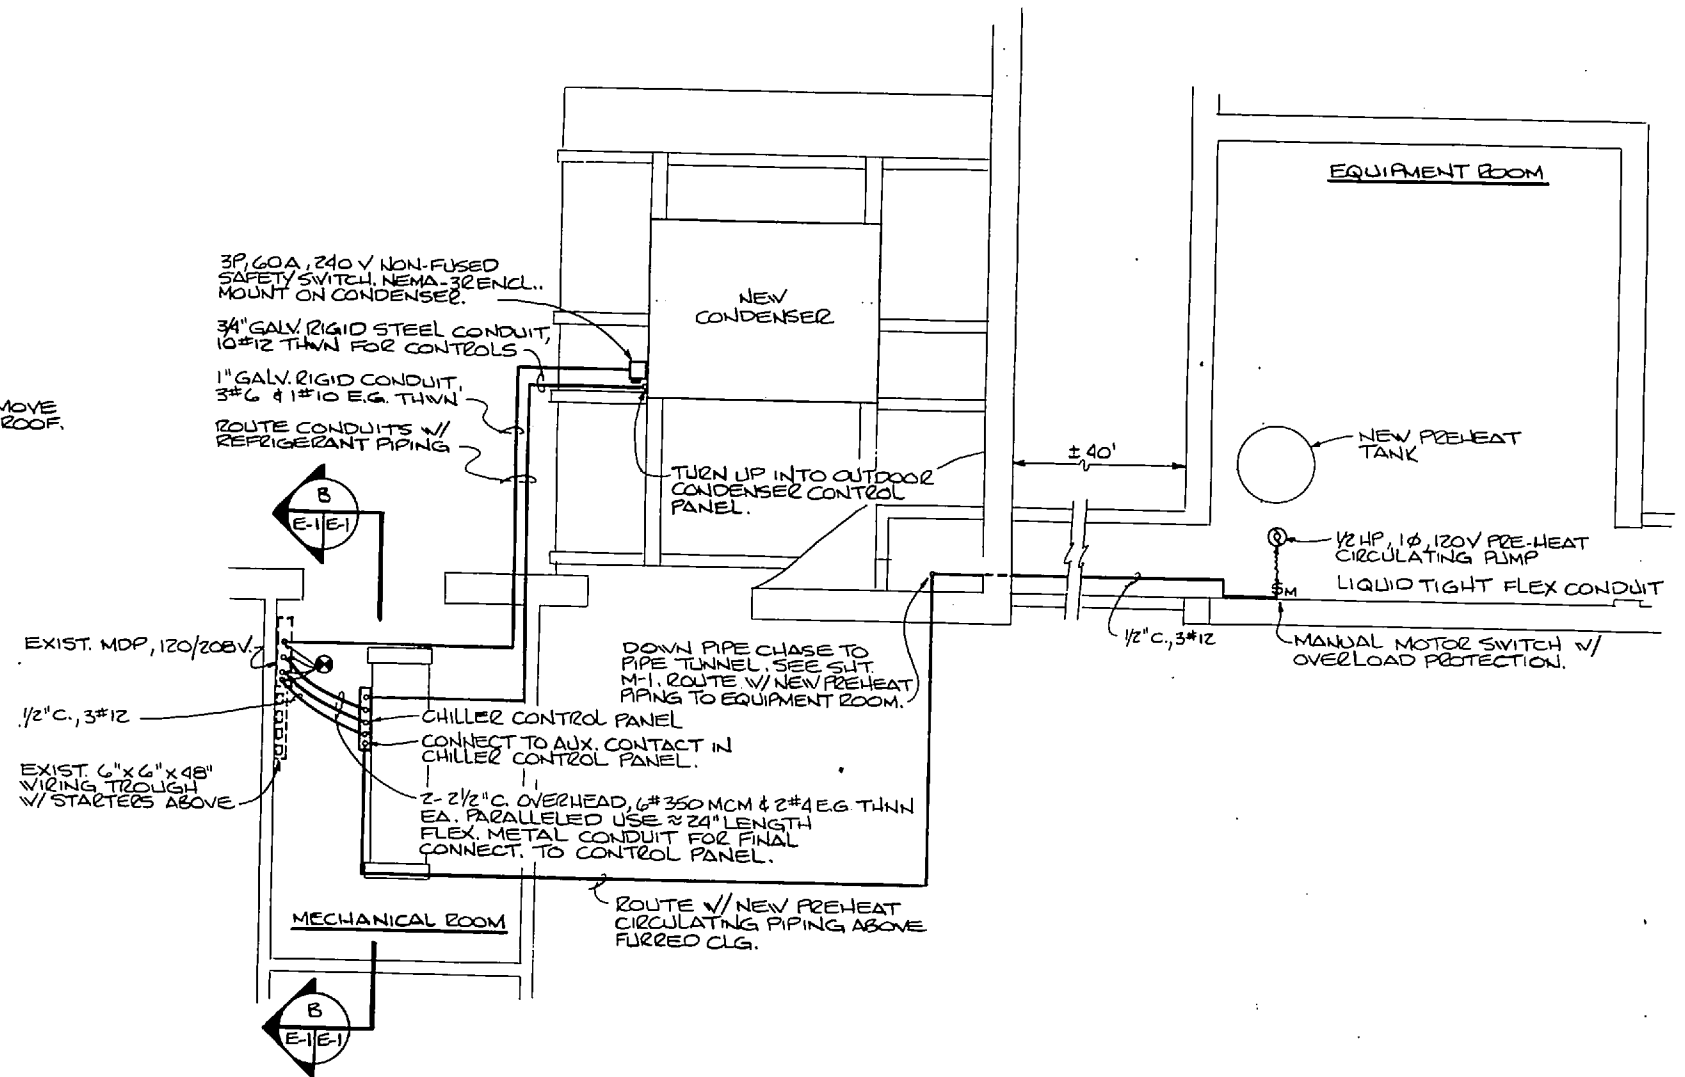 EQUIPMENT ROOM
3P, 60A, 240 V NON-FUSED
SAFETY SWITCH. NEMA-3R ENCL..
MOUNT ON CONDENSER.
NEW
CONDENSER
3/4" GALV. RIGID STEEL CONDUIT,
10#12 THWN FOR CONTROLS
1" GALV. RIGID CONDUIT,
3#6 & 1#10 E.G. THWN
MOVE
ROOF.
ROUTE CONDUITS W/
REFRIGERANT PIPING
NEW PREHEAT
TANK
±40'
TURN UP INTO OUTDOOR
CONDENSER CONTROL
PANEL.
B
E-1 E-1
1/2 HP, 1Ø, 120V PRE-HEAT
CIRCULATING PUMP
LIQUID TIGHT FLEX CONDUIT
M
1/2" C., 3#12
MANUAL MOTOR SWITCH W/
OVERLOAD PROTECTION.
EXIST. MDP, 120/208V.
DOWN PIPE CHASE TO
PIPE TUNNEL, SEE SHT.
M-1. ROUTE W/ NEW PREHEAT
PIPING TO EQUIPMENT ROOM.
1/2" C., 3#12
CHILLER CONTROL PANEL
CONNECT TO AUX. CONTACT IN
CHILLER CONTROL PANEL.
EXIST. 6"x6"x48"
WIRING TROUGH
W/ STARTERS ABOVE
2- 2 1/2" C. OVERHEAD, 6#350 MCM & 2#4 E.G. THNN
EA. PARALLELED USE ≈ 24" LENGTH
FLEX. METAL CONDUIT FOR FINAL
CONNECT. TO CONTROL PANEL.
ROUTE W/ NEW PREHEAT
CIRCULATING PIPING ABOVE
FURRED CLG.
MECHANICAL ROOM
B
E-1 E-1